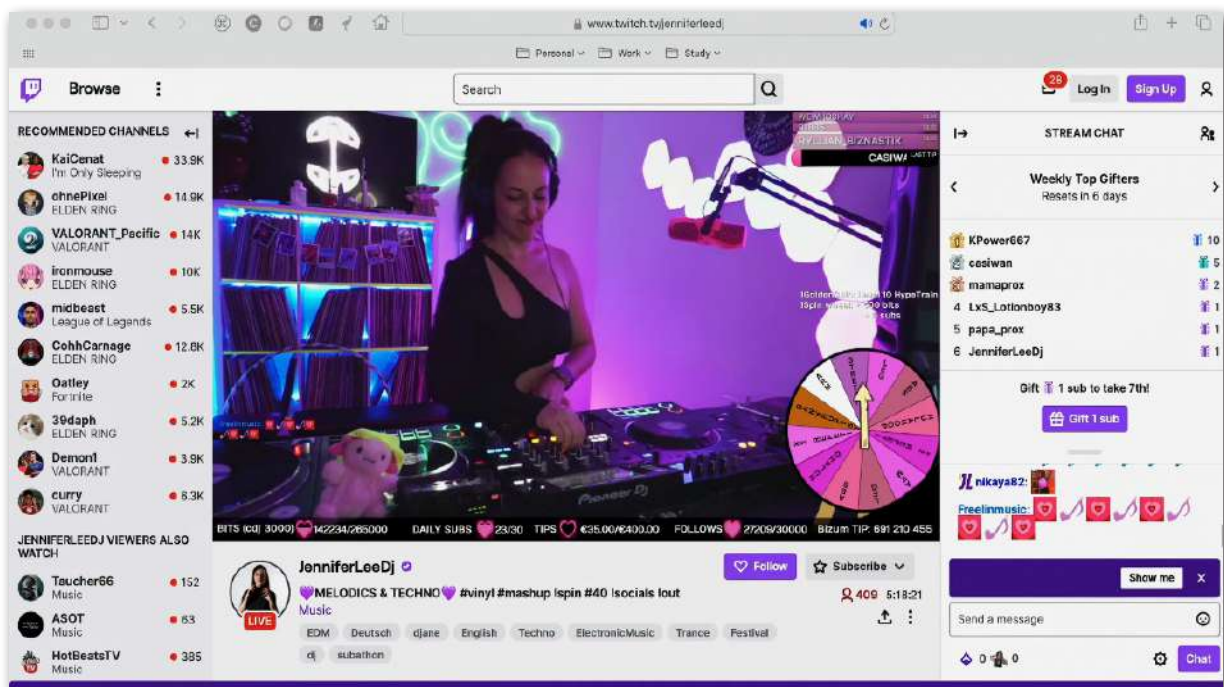 www.twitch.tv/jenniferleedj
Personal
Work
Study
Browse
Search
28
Log In
Sign Up
RECOMMENDED CHANNELS
KaiCenat
33.9K
I'm Only Sleeping
ohnePixel
14.9K
ELDEN RING
VALORANT_Pacific
14K
VALORANT
ironmouse
10K
ELDEN RING
midbeast
5.5K
League of Legends
CohhCarnage
12.8K
ELDEN RING
Oatley
2K
Fortnite
39daph
5.2K
ELDEN RING
Demon1
3.9K
VALORANT
curry
6.3K
VALORANT
JENNIFERLEEDJ VIEWERS ALSO
WATCH
Taucher66
152
Music
ASOT
63
Music
HotBeatsTV
385
Music
CASIWA
LAST TIP
Pioneer Dj
BITS (cd| 3000)
142234/265000
DAILY SUBS
23/30
TIPS
€35.00/€400.00
FOLLOWS
27209/30000
Bizum TIP: 691 210 455
JenniferLeeDj
Follow
Subscribe
MELODICS & TECHNO
#vinyl #mashup !spin #40 !socials !out
409
5:18:21
Music
LIVE
EDM
Deutsch
djane
English
Techno
ElectronicMusic
Trance
Festival
dj
subathon
STREAM CHAT
Weekly Top Gifters
Resets in 6 days
KPower667
10
casiwan
5
mamaprox
2
4 LxS_Lotionboy83
1
5 papa_prox
1
6 JenniferLeeDj
1
Gift 1 sub to take 7th!
Gift 1 sub
nikaya82:
Freelinmusic:
Show me
X
Send a message
0
0
Chat